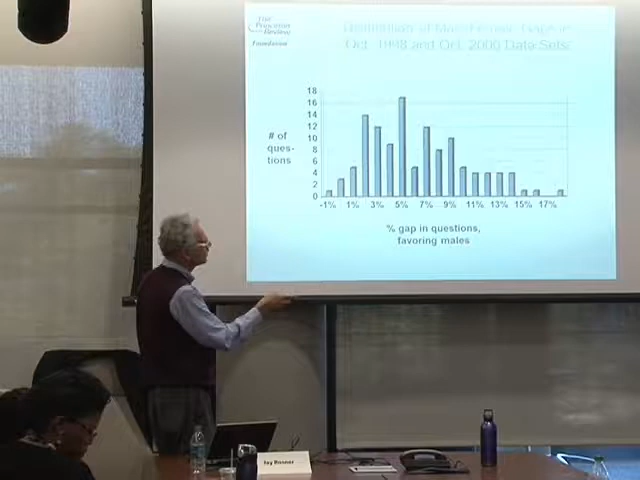 The
Princeton
Review
Foundation
Distribution of Male-Female Gaps in
Oct. 1998 and Oct. 2000 Data Sets
18
16
14
12
10
8
6
4
2
0
# of
ques-
tions
-1% 1% 3% 5% 7% 9% 11% 13% 15% 17%
% gap in questions,
favoring males
Jay Rosner